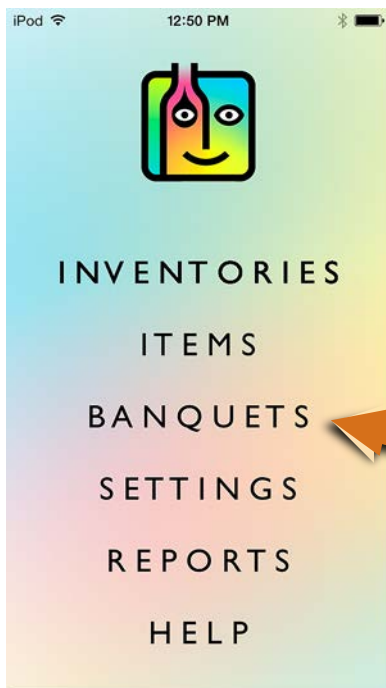 iPod 12:50 PM
INVENTORIES
ITEMS
BANQUETS
SETTINGS
REPORTS
HELP